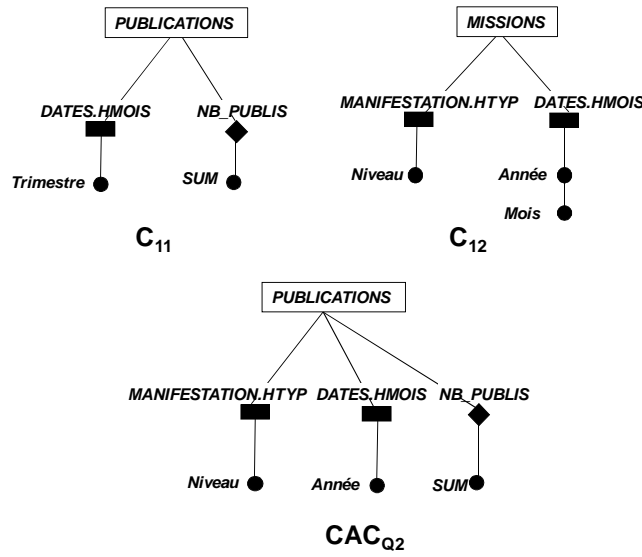 PUBLICATIONS
DATES.HMOIS NB_PUBLIS
Trimestre SUM
C11
MISSIONS
MANIFESTATION.HTYP DATES.HMOIS
Niveau Année
Mois
C12
PUBLICATIONS
MANIFESTATION.HTYP DATES.HMOIS NB_PUBLIS
Niveau Année SUM
CACQ2